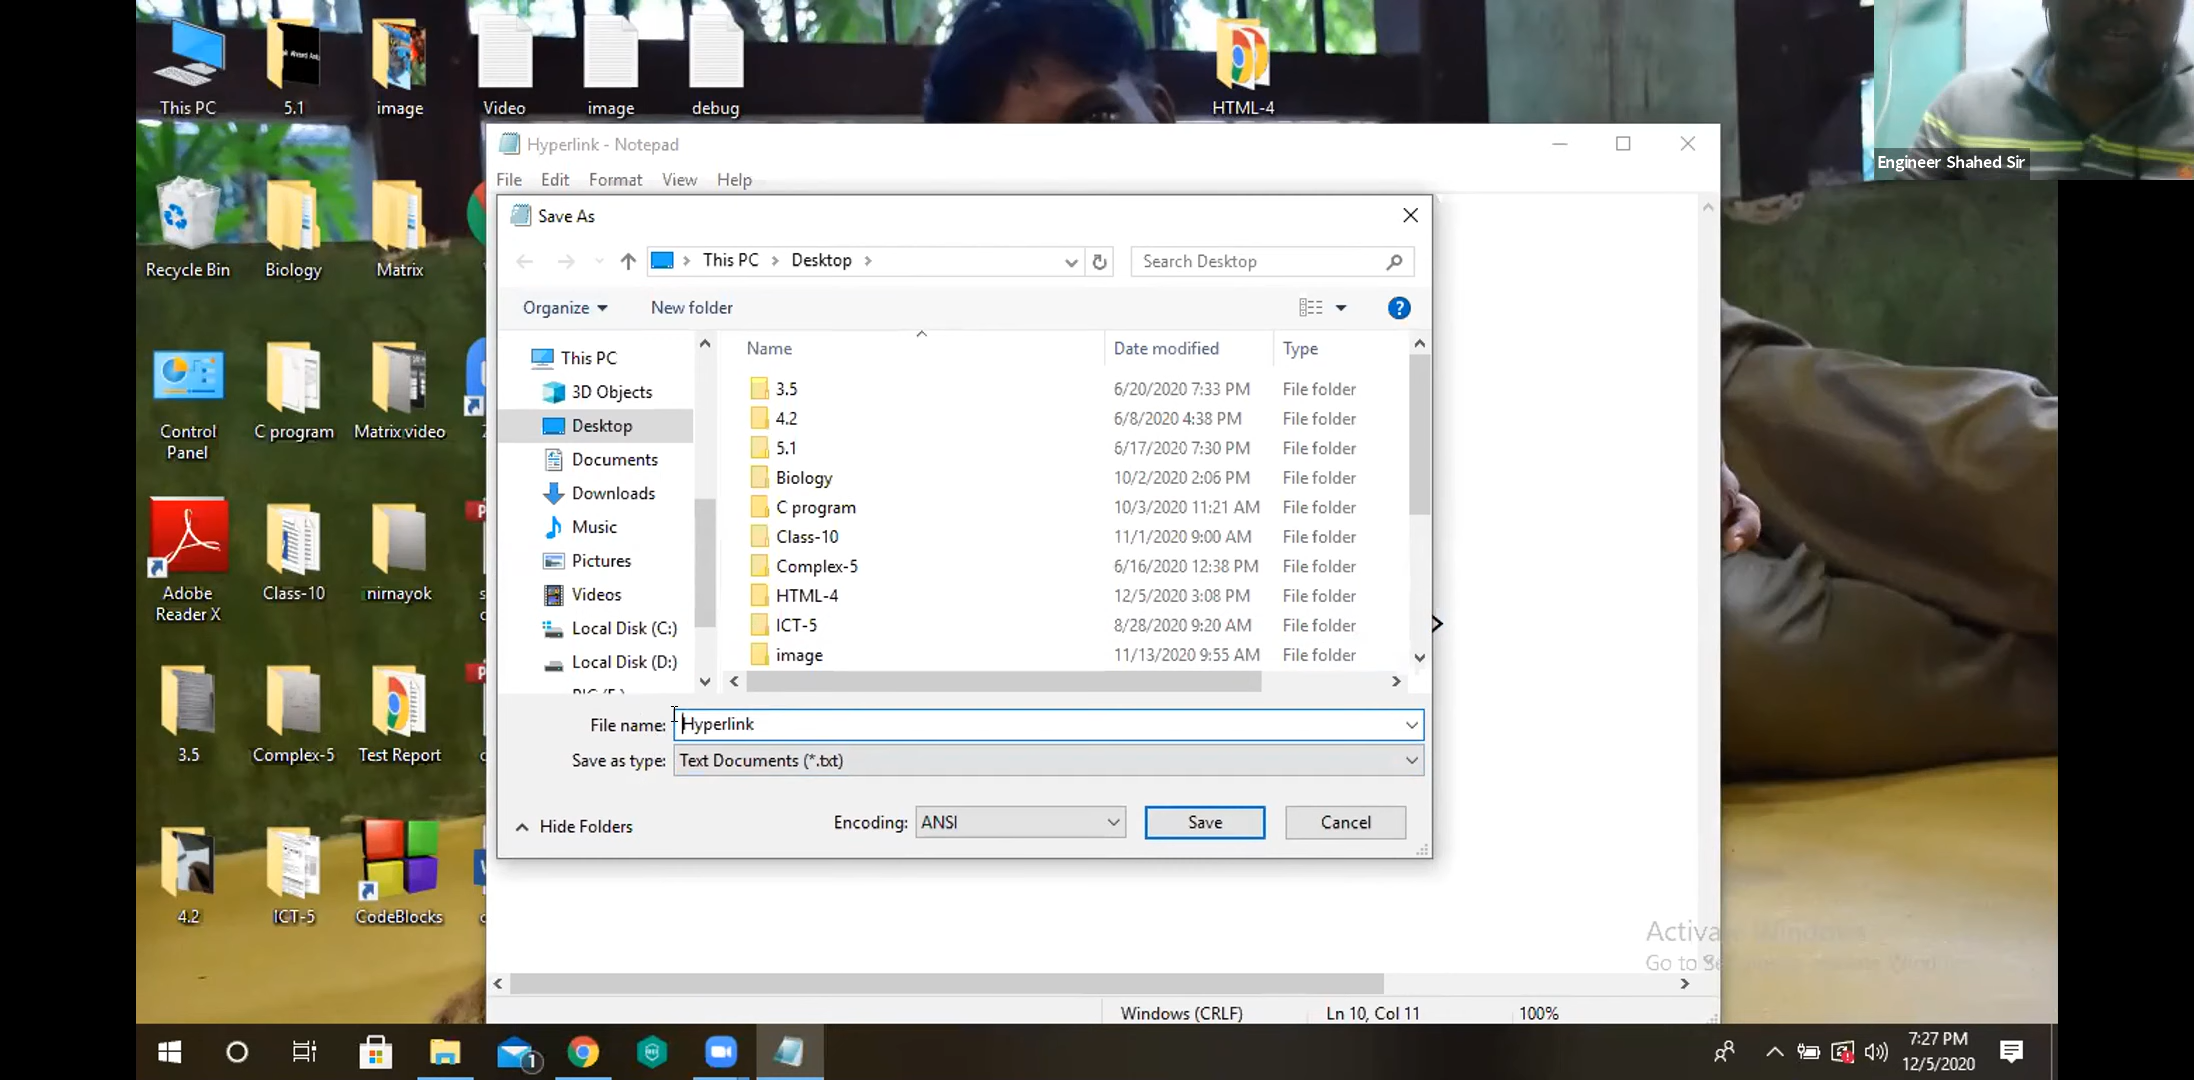 This PC
5.1
image
Video
image
debug
HTML-4
Engineer Shahed Sir
Hyperlink - Notepad
File Edit Format View Help
Save As
This PC > Desktop >
Search Desktop
Organize
New folder
Name
Date modified
Type
This PC
3D Objects
Desktop
Documents
Downloads
Music
Pictures
Videos
Local Disk (C:)
Local Disk (D:)
3.5 6/20/2020 7:33 PM File folder
4.2 6/8/2020 4:38 PM File folder
5.1 6/17/2020 7:30 PM File folder
Biology 10/2/2020 2:06 PM File folder
C program 10/3/2020 11:21 AM File folder
Class-10 11/1/2020 9:00 AM File folder
Complex-5 6/16/2020 12:38 PM File folder
HTML-4 12/5/2020 3:08 PM File folder
ICT-5 8/28/2020 9:20 AM File folder
image 11/13/2020 9:55 AM File folder
File name: Hyperlink
Save as type: Text Documents (*.txt)
Hide Folders
Encoding: ANSI
Save
Cancel
Recycle Bin
Biology
Matrix
Control
Panel
C program
Matrix video
Adobe
Reader X
Class-10
nirnayok
3.5
Complex-5
Test Report
4.2
ICT-5
CodeBlocks
Activate Windows
Go to
Windows (CRLF)
Ln 10, Col 11
100%
1
7:27 PM
12/5/2020